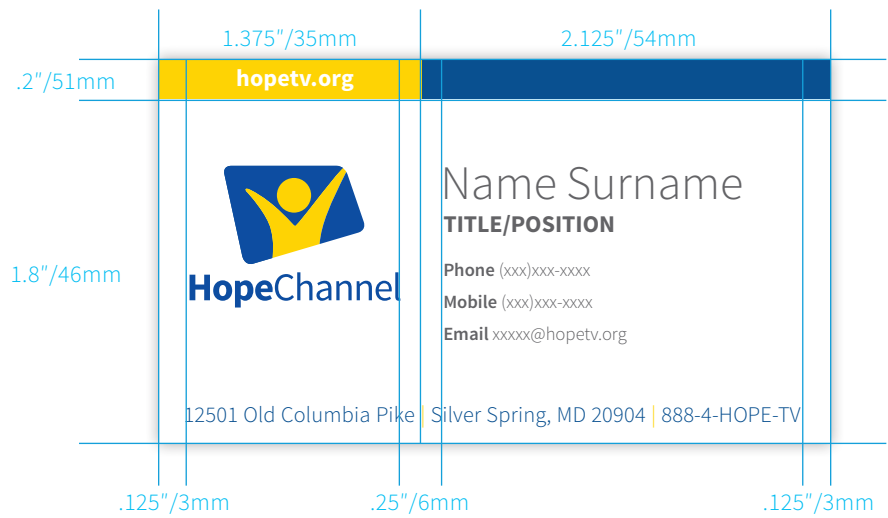 1.375"/35mm 2.125"/54mm
.2"/51mm
hopetv.org
Name Surname
TITLE/POSITION
1.8"/46mm
Phone (xxx)xxx-xxxx
HopeChannel
Mobile (xxx)xxx-xxxx
Email xxxxx@hopetv.org
12501 Old Columbia Pike | Silver Spring, MD 20904 | 888-4-HOPE-TV
.125"/3mm .25"/6mm .125"/3mm